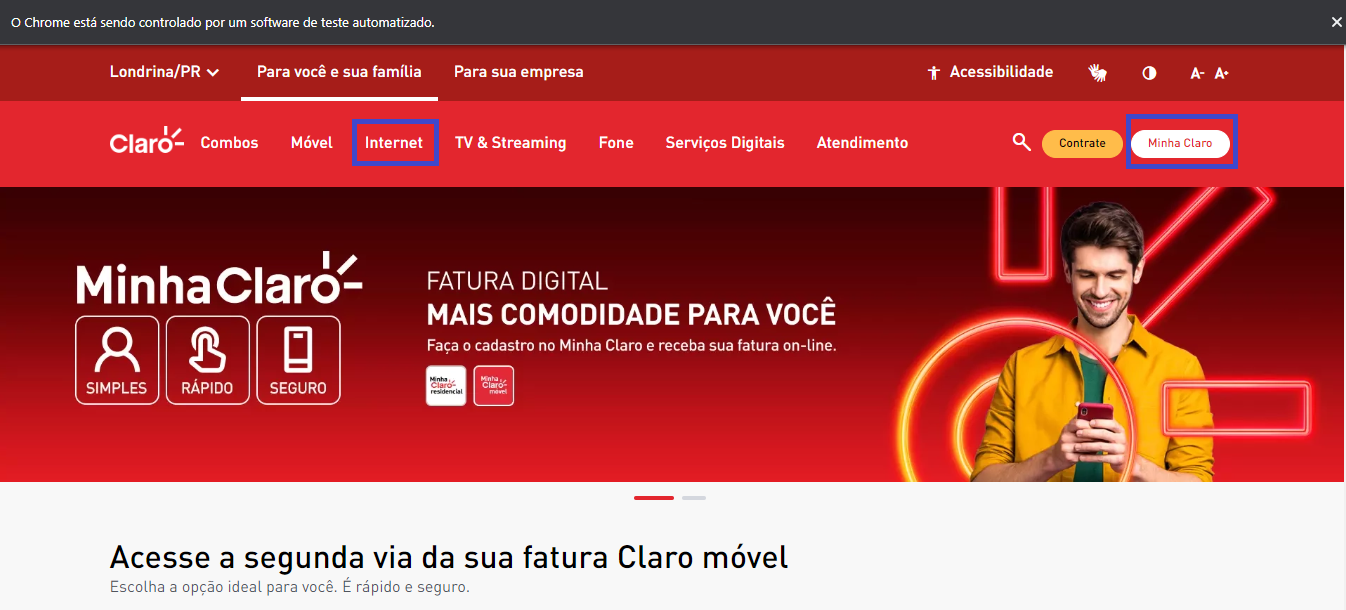 O Chrome está sendo controlado por um software de teste automatizado.
Londrina/PR Para você e sua família Para sua empresa Acessibilidade A- A+
Claro Combos Móvel Internet TV & Streaming Fone Serviços Digitais Atendimento Contrate Minha Claro
MinhaClaro
SIMPLES RÁPIDO SEGURO
FATURA DIGITAL
MAIS COMODIDADE PARA VOCÊ
Faça o cadastro no Minha Claro e receba sua fatura on-line.
Minha Claro residencial
Minha Claro móvel
Acesse a segunda via da sua fatura Claro móvel
Escolha a opção ideal para você. É rápido e seguro.